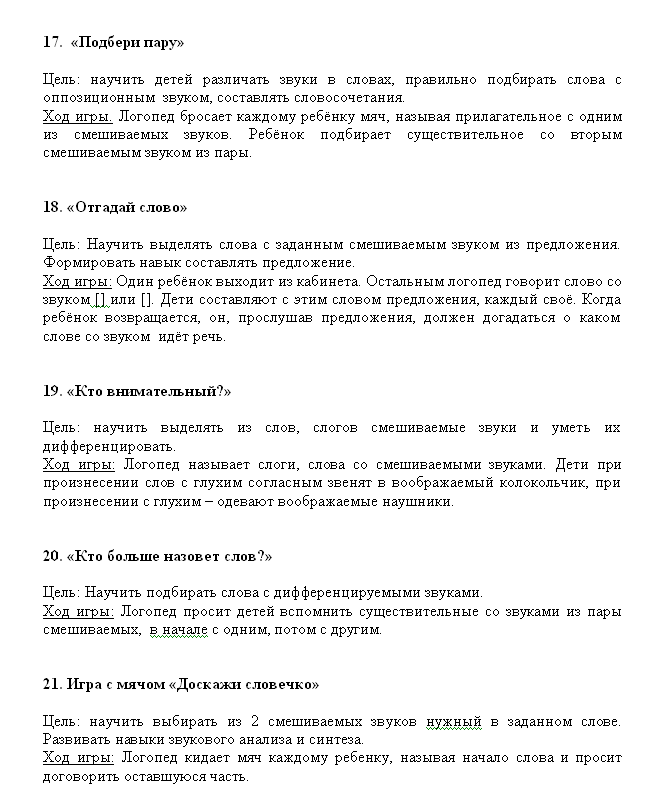 17. «Подбери пару»
Цель: научить детей различать звуки в словах, правильно подбирать слова с
оппозиционным звуком, составлять словосочетания.
Ход игры. Логопед бросает каждому ребёнку мяч, называя прилагательное с одним
из смешиваемых звуков. Ребёнок подбирает существительное со вторым
смешиваемым звуком из пары.
18. «Отгадай слово»
Цель: Научить выделять слова с заданным смешиваемым звуком из предложения.
Формировать навык составлять предложение.
Ход игры: Один ребёнок выходит из кабинета. Остальным логопед говорит слово со
звуком [] или []. Дети составляют с этим словом предложения, каждый своё. Когда
ребёнок возвращается, он, прослушав предложения, должен догадаться о каком
слове со звуком идёт речь.
19. «Кто внимательный?»
Цель: научить выделять из слов, слогов смешиваемые звуки и уметь их
дифференцировать.
Ход игры: Логопед называет слоги, слова со смешиваемыми звуками. Дети при
произнесении слов с глухим согласным звенят в воображаемый колокольчик, при
произнесении с глухим – одевают воображаемые наушники.
20. «Кто больше назовет слов?»
Цель: Научить подбирать слова с дифференцируемыми звуками.
Ход игры: Логопед просит детей вспомнить существительные со звуками из пары
смешиваемых, в начале с одним, потом с другим.
21. Игра с мячом «Доскажи словечко»
Цель: научить выбирать из 2 смешиваемых звуков нужный в заданном слове.
Развивать навыки звукового анализа и синтеза.
Ход игры: Логопед кидает мяч каждому ребенку, называя начало слова и просит
договорить оставшуюся часть.